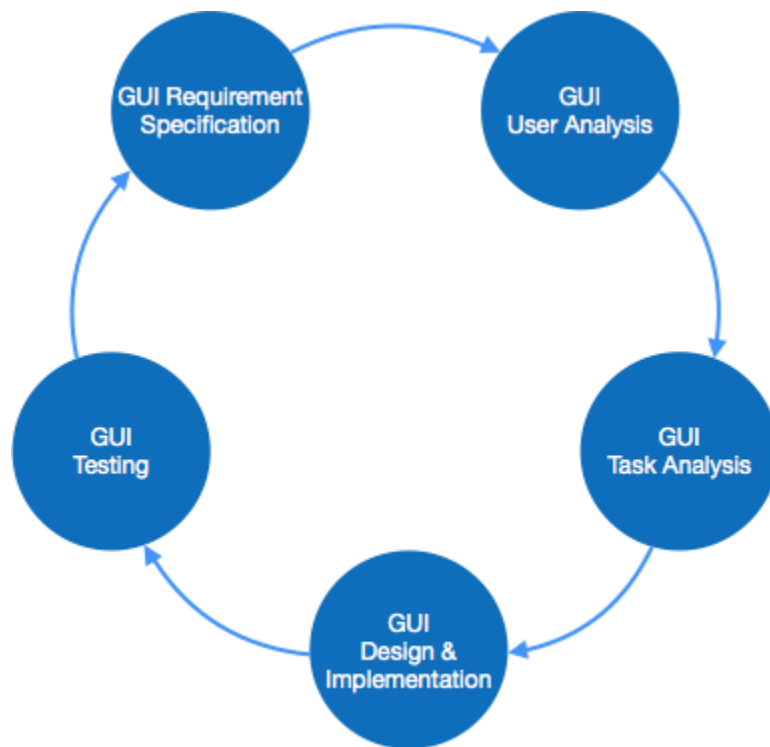 GUI Requirement
Specification
GUI
User Analysis
GUI
Task Analysis
GUI
Design &
Implementation
GUI
Testing